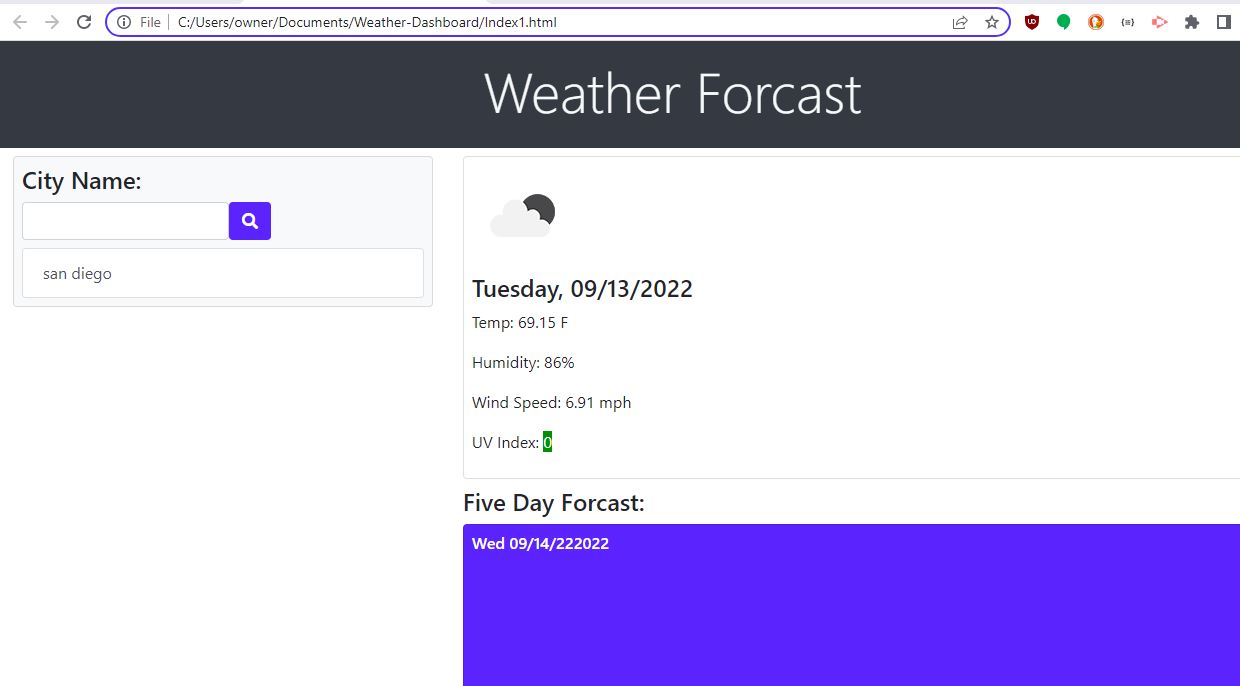 File | C:/Users/owner/Documents/Weather-Dashboard/Index1.html
Weather Forcast
City Name:
san diego
Tuesday, 09/13/2022
Temp: 69.15 F
Humidity: 86%
Wind Speed: 6.91 mph
UV Index: 0
Five Day Forcast:
Wed 09/14/222022